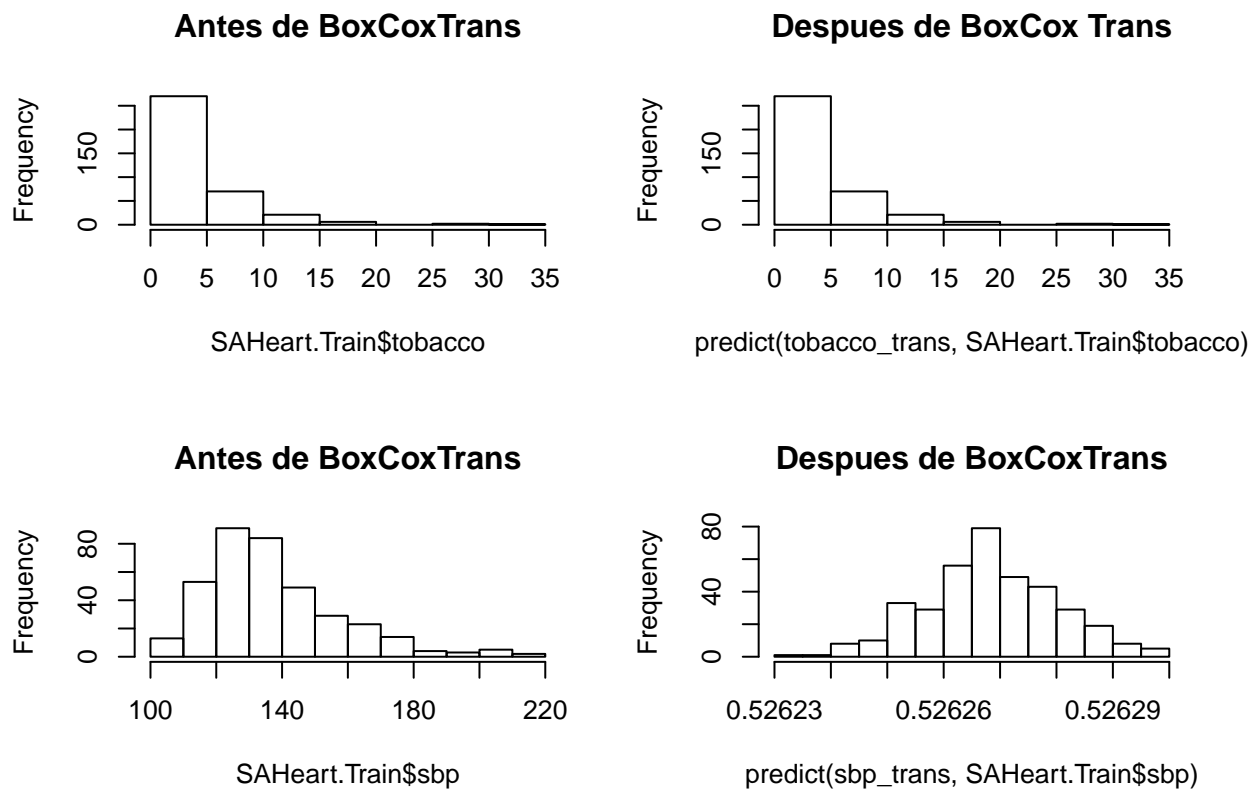 Antes de BoxCoxTrans
Frequency
0 150
0 5 10 15 20 25 30 35
SAHeart.Train$tobacco
Despues de BoxCox Trans
Frequency
0 150
0 5 10 15 20 25 30 35
predict(tobacco_trans, SAHeart.Train$tobacco)
Antes de BoxCoxTrans
Frequency
0 40 80
100 140 180 220
SAHeart.Train$sbp
Despues de BoxCoxTrans
Frequency
0 40 80
0.52623 0.52626 0.52629
predict(sbp_trans, SAHeart.Train$sbp)